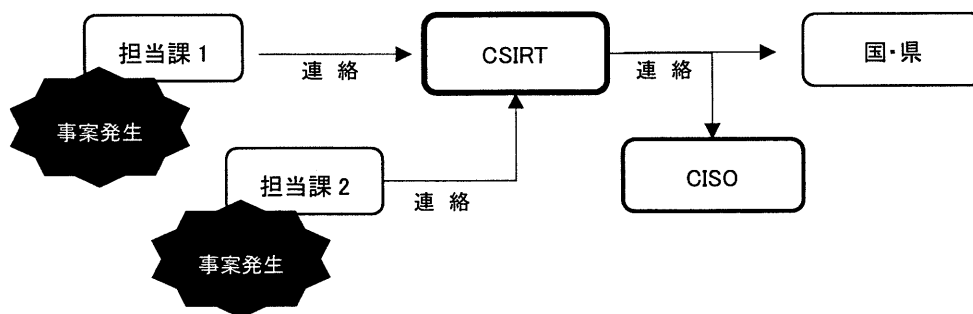 担当課 1
連 絡
CSIRT
連 絡
国・県
事案発生
担当課 2
連 絡
CISO
事案発生